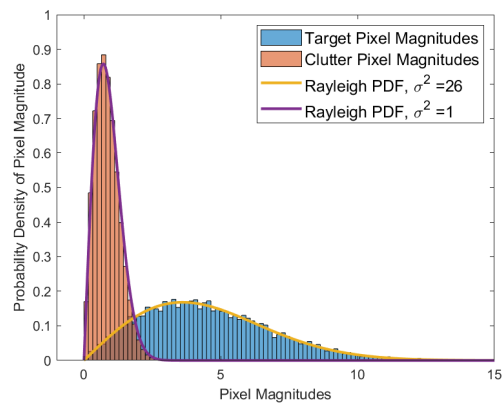 Target Pixel Magnitudes
Clutter Pixel Magnitudes
Rayleigh PDF, σ² =26
Rayleigh PDF, σ² =1
Probability Density of Pixel Magnitude
1
0.9
0.8
0.7
0.6
0.5
0.4
0.3
0.2
0.1
0
0 5 10 15
Pixel Magnitudes